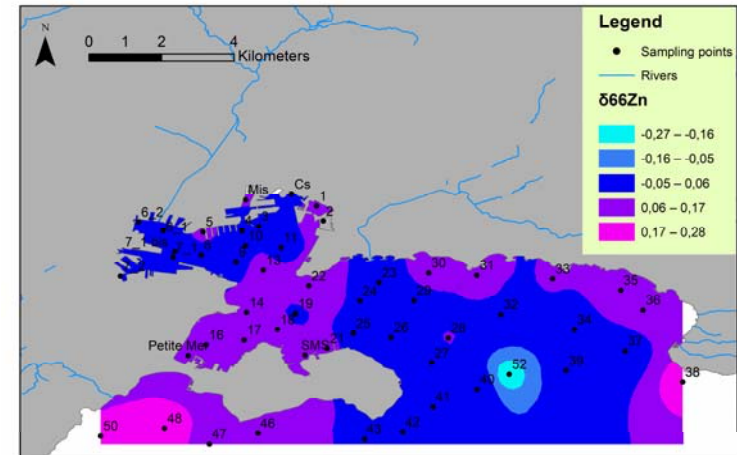 N
0 1 2 4
Kilometers
Legend
Sampling points
Rivers
δ66Zn
-0,27 – -0,16
-0,16 – -0,05
-0,05 – 0,06
0,06 – 0,17
0,17 – 0,28
Mis
Cs
1
2
6_2
5
10
11
13
22
14
19
18
17
16
Petite Me
SMS
21
23
24
25
26
29
30
31
32
33
34
35
36
37
38
28
27
52
39
40
41
42
43
50
48
47
46